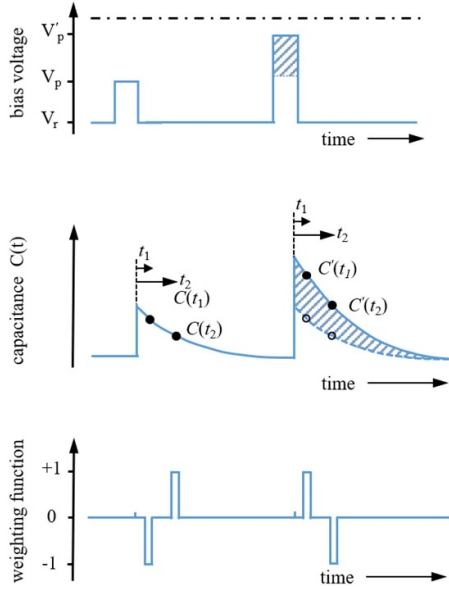 bias voltage
V′p
Vp
Vr
time
capacitance C(t)
t1
t2
C(t1)
C(t2)
t1
t2
C′(t1)
C′(t2)
time
weighting function
+1
0
-1
time